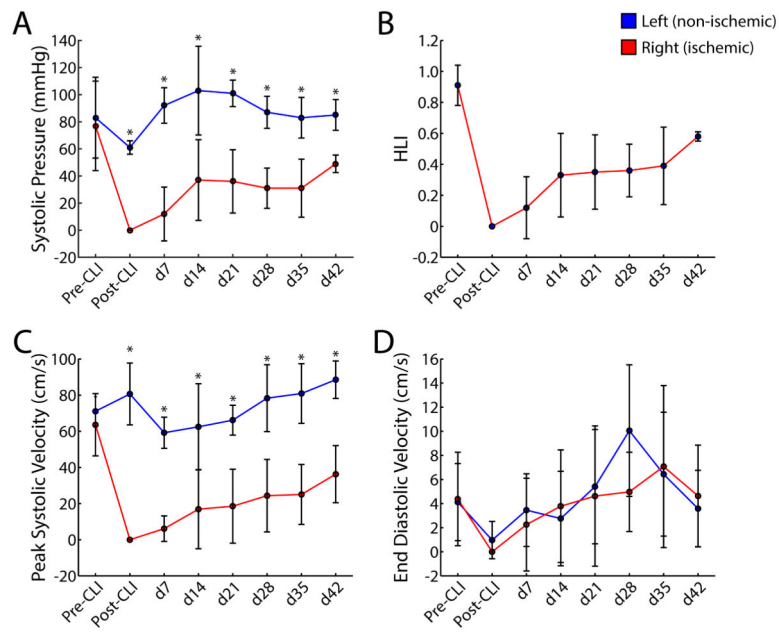 A
B
Left (non-ischemic)
Right (ischemic)
Systolic Pressure (mmHg)
140
120
100
80
60
40
20
0
-20
* * * * * * *
Pre-CLI Post-CLI d7 d14 d21 d28 d35 d42
HLI
1.2
1.0
0.8
0.6
0.4
0.2
0
-0.2
Pre-CLI Post-CLI d7 d14 d21 d28 d35 d42
C
D
Peak Systolic Velocity (cm/s)
100
80
60
40
20
0
-20
* * * * * * *
Pre-CLI Post-CLI d7 d14 d21 d28 d35 d42
End Diastolic Velocity (cm/s)
16
14
12
10
8
6
4
2
0
-2
Pre-CLI Post-CLI d7 d14 d21 d28 d35 d42